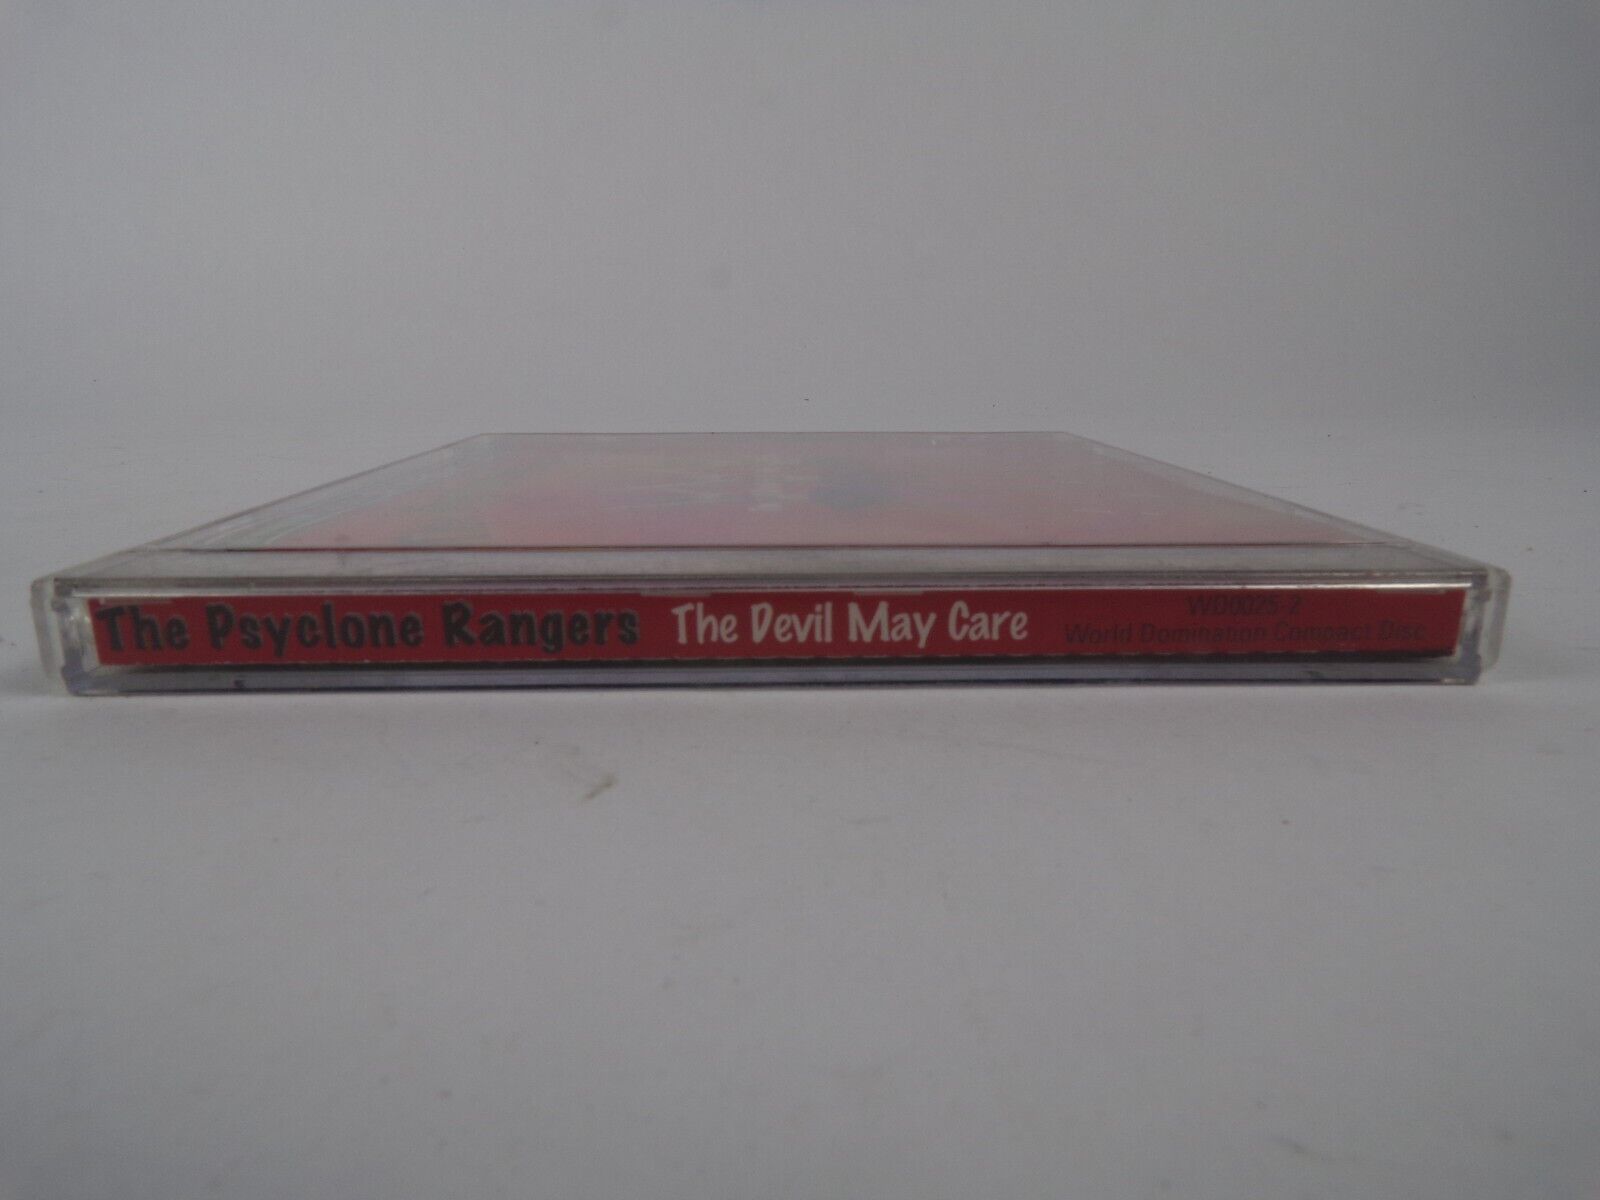 The Psyclone Rangers The Devil May Care
WD0025-2
World Domination Compact Disc